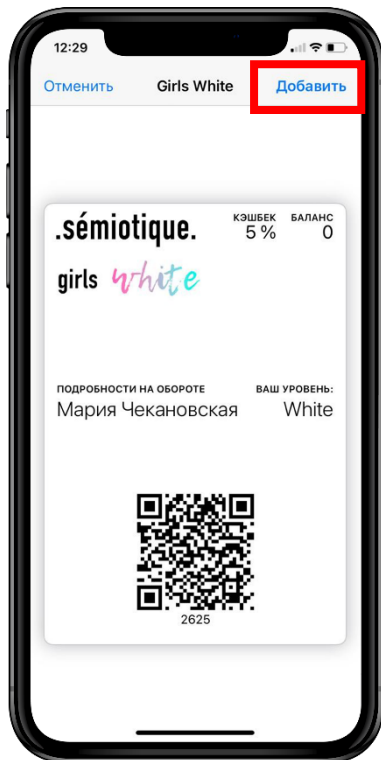 12:29
Отменить Girls White Добавить
.sémiotique. КЭШБЕК 5 % БАЛАНС 0
girls white
ПОДРОБНОСТИ НА ОБОРОТЕ ВАШ УРОВЕНЬ:
Мария Чекановская White
2625